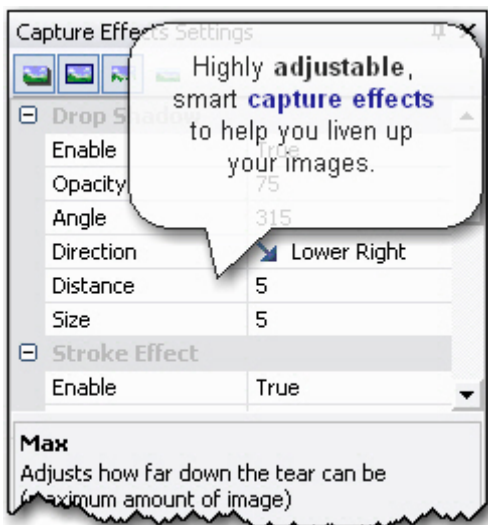 Capture Effects Settings
Highly adjustable,
smart capture effects
to help you liven up
your images.
Drop Shadow
Enable True
Opacity 75
Angle 315
Direction Lower Right
Distance 5
Size 5
Stroke Effect
Enable True
Max
Adjusts how far down the tear can be
(maximum amount of image)